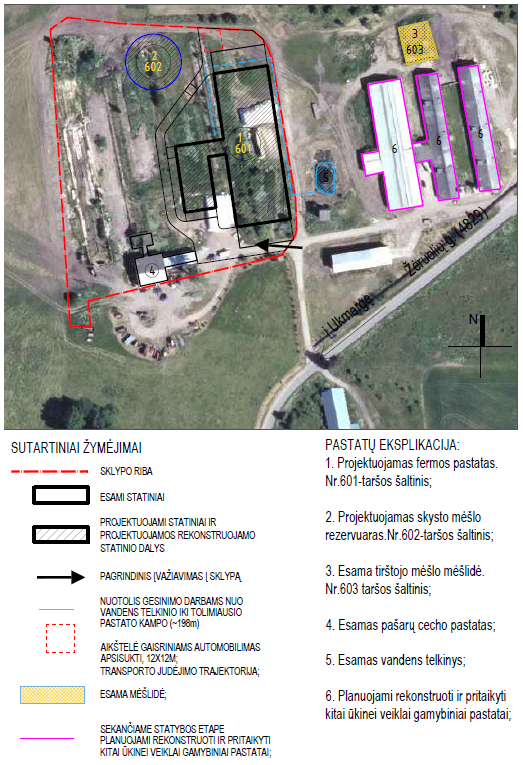 2
602
3
603
1
601
6
6
6
5
4
Žeruolių g. (4829)
į Ukmergę
N
SUTARTINIAI ŽYMĖJIMAI
SKLYPO RIBA
ESAMI STATINIAI
PROJEKTUOJAMI STATINIAI IR
PROJEKTUOJAMOS REKONSTRUOJAMO
STATINIO DALYS
PAGRINDINIS ĮVAŽIAVIMAS Į SKLYPĄ
NUOTOLIS GESINIMO DARBAMS NUO
VANDENS TELKINIO IKI TOLIMIAUSIO
PASTATO KAMPO (~198m)
AIKŠTELĖ GAISRINIAMS AUTOMOBILIMAS
APSISUKTI, 12X12M;
TRANSPORTO JUDĖJIMO TRAJEKTORIJA;
ESAMA MĖŠLIDĖ;
SEKANČIAME STATYBOS ETAPE
PLANUOJAMI REKONSTRUOTI IR PRITAIKYTI
KITAI ŪKINEI VEIKLAI GAMYBINIAI PASTATAI;
PASTATŲ EKSPLIKACIJA:
1. Projektuojamas fermos pastatas.
Nr.601-taršos šaltinis;
2. Projektuojamas skysto mėšlo
rezervuaras.Nr.602-taršos šaltinis;
3. Esama tirštojo mėšlo mėšlidė.
Nr.603 taršos šaltinis;
4. Esamas pašarų cecho pastatas;
5. Esamas vandens telkinys;
6. Planuojami rekonstruoti ir pritaikyti
kitai ūkinei veiklai gamybiniai pastatai;